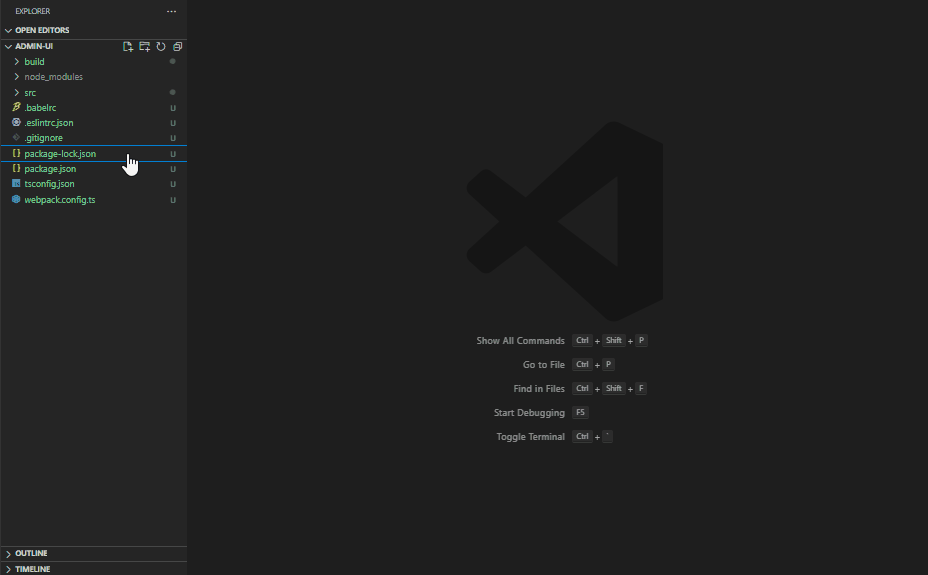 EXPLORER
OPEN EDITORS
ADMIN-UI
build
node_modules
src
.babelrc U
.eslintrc.json U
.gitignore U
package-lock.json U
package.json U
tsconfig.json U
webpack.config.ts U
Show All Commands Ctrl + Shift + P
Go to File Ctrl + P
Find in Files Ctrl + Shift + F
Start Debugging F5
Toggle Terminal Ctrl + `
OUTLINE
TIMELINE